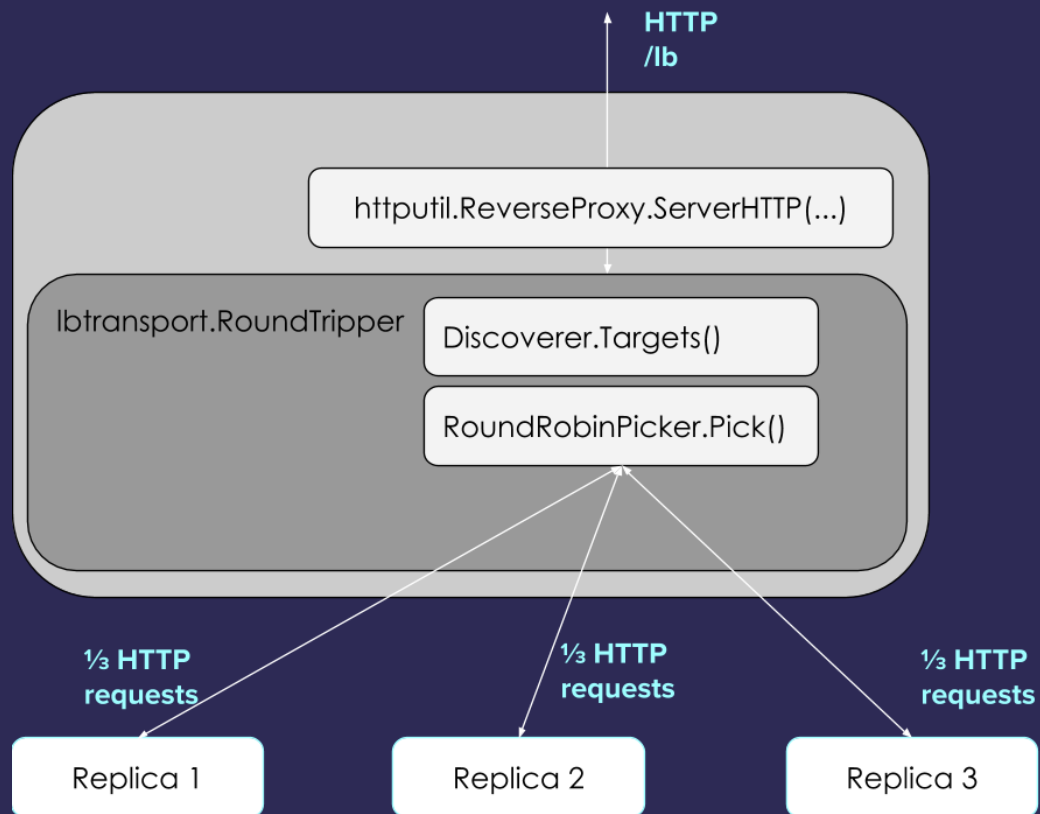 HTTP
/lb
httputil.ReverseProxy.ServerHTTP(...)
lbtransport.RoundTripper
Discoverer.Targets()
RoundRobinPicker.Pick()
⅓ HTTP
requests
⅓ HTTP
requests
⅓ HTTP
requests
Replica 1
Replica 2
Replica 3